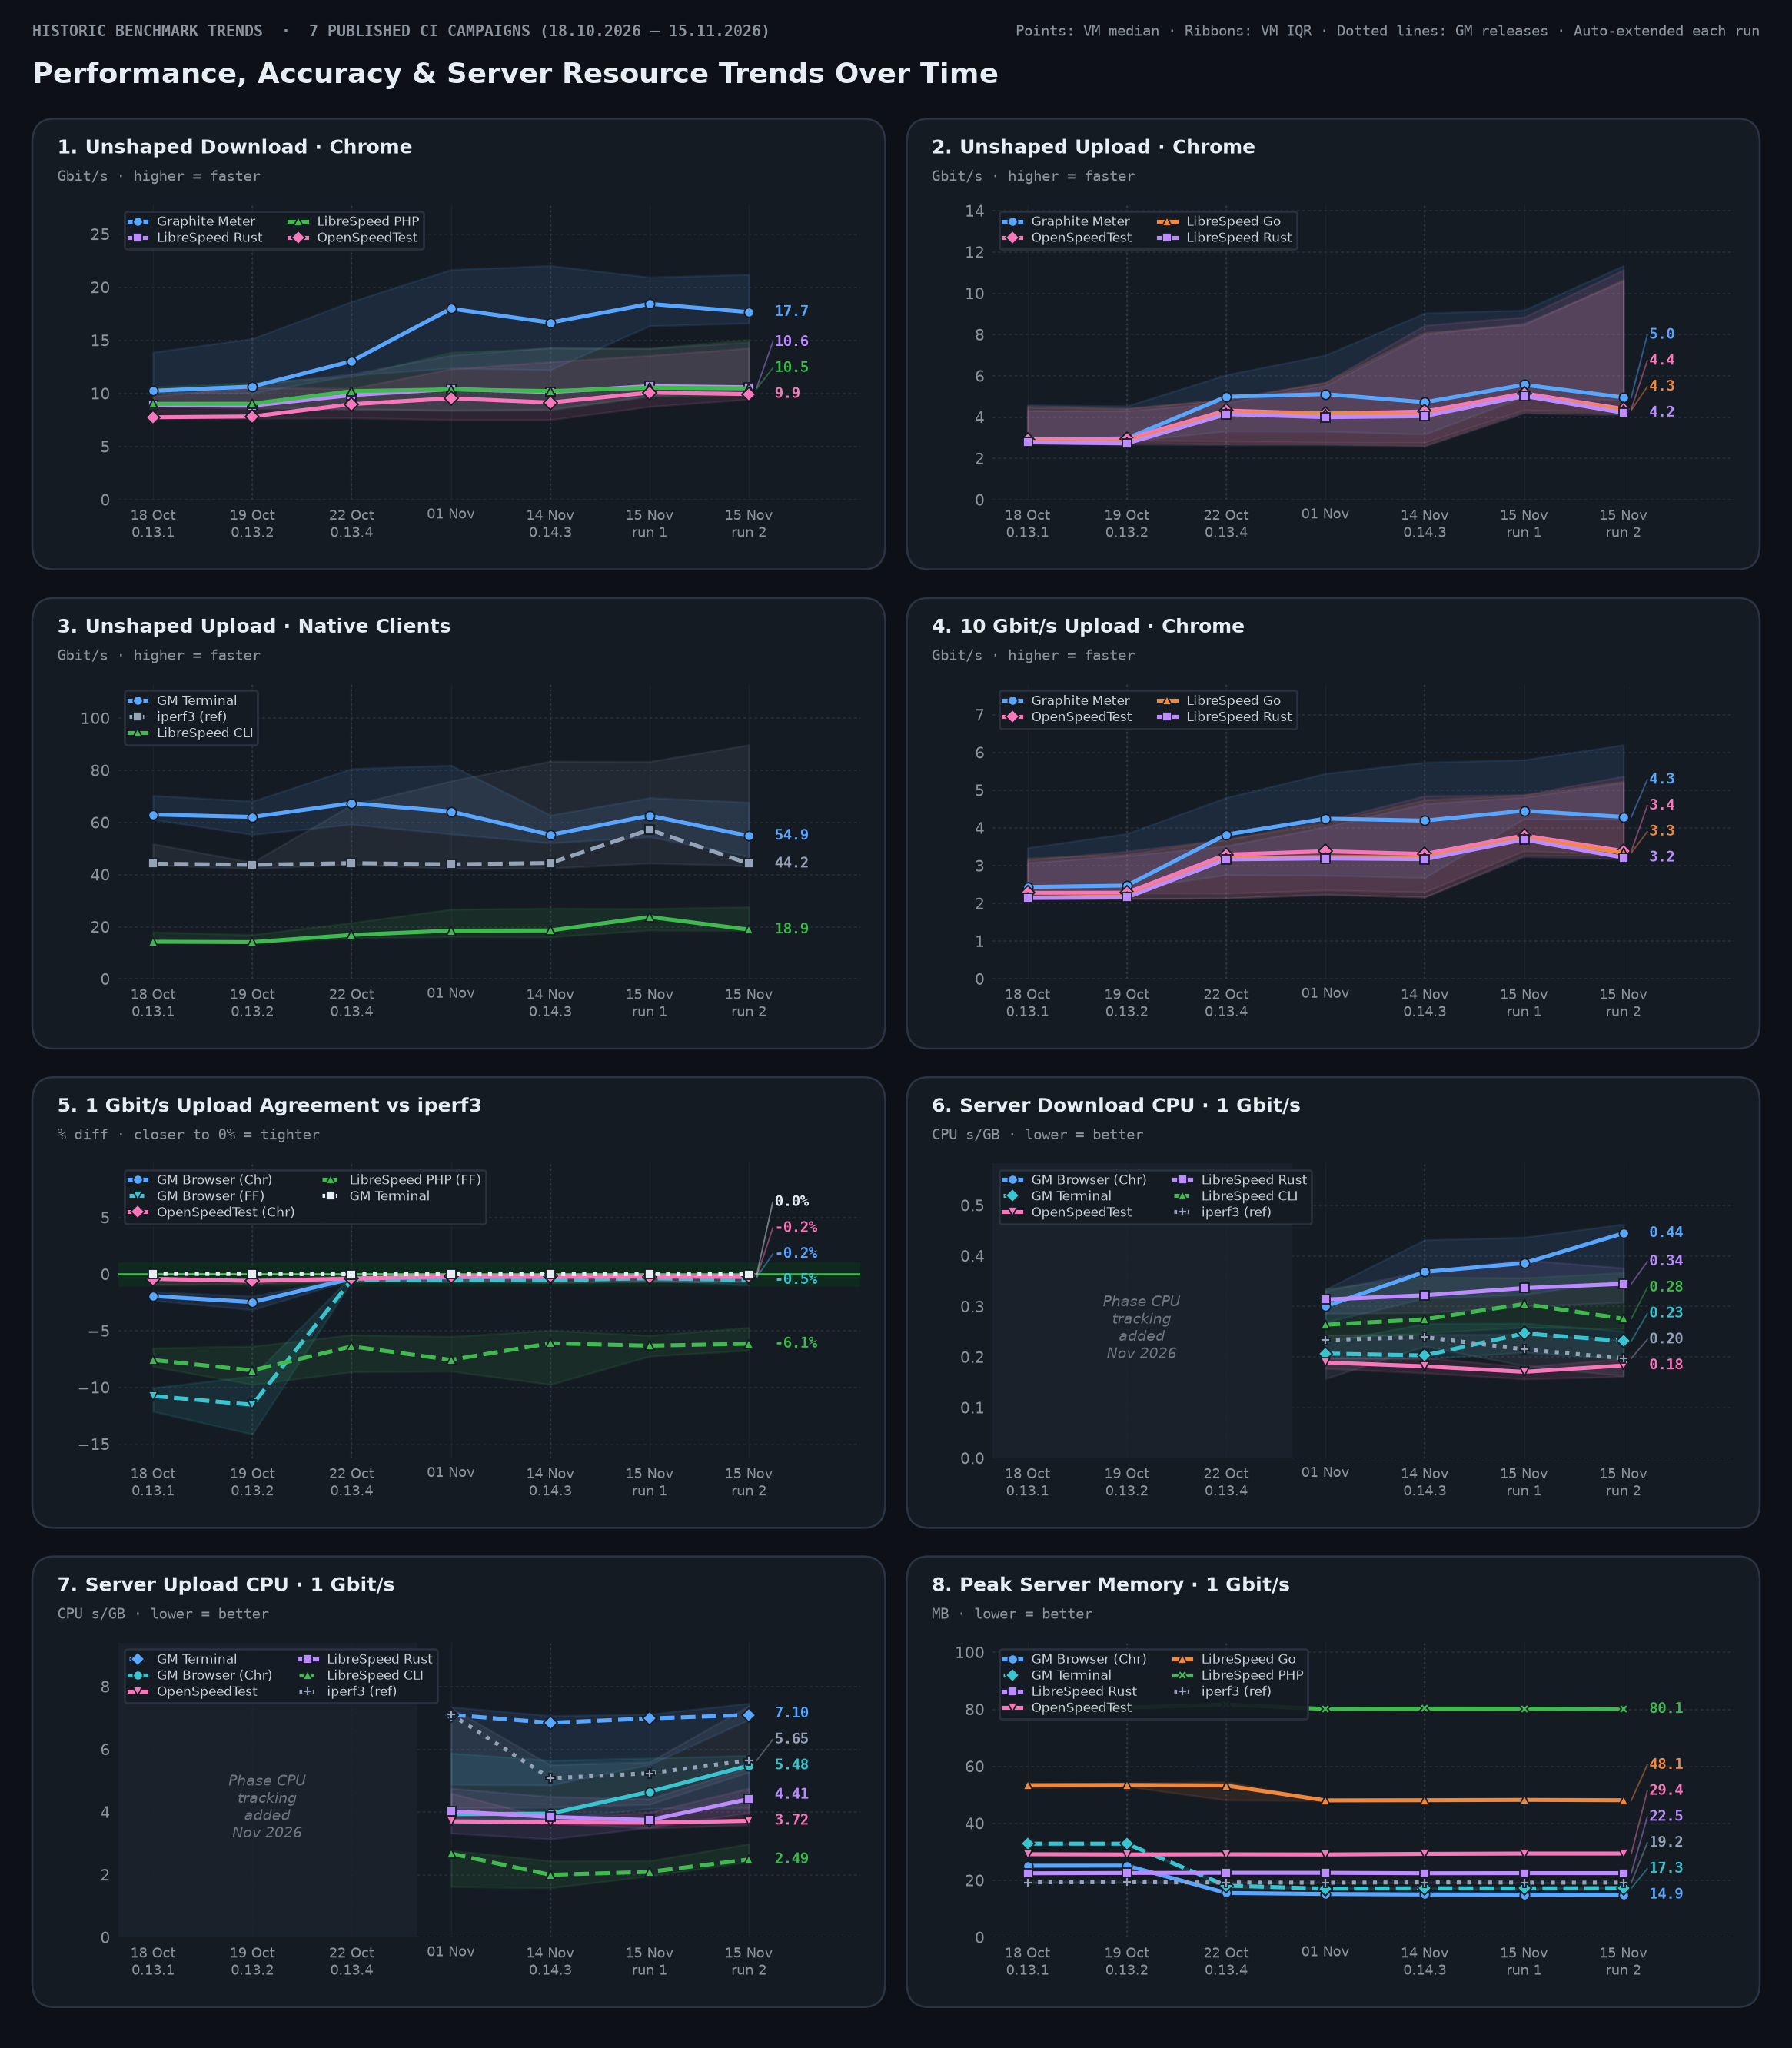 HISTORIC BENCHMARK TRENDS · 7 PUBLISHED CI CAMPAIGNS (18.10.2026 — 15.11.2026)
Points: VM median · Ribbons: VM IQR · Dotted lines: GM releases · Auto-extended each run
Performance, Accuracy & Server Resource Trends Over Time
1. Unshaped Download · Chrome
Gbit/s · higher = faster
Graphite Meter
LibreSpeed Rust
LibreSpeed PHP
OpenSpeedTest
25
20
15
10
5
0
17.7
10.6
10.5
9.9
18 Oct 19 Oct 22 Oct 01 Nov 14 Nov 15 Nov 15 Nov
0.13.1 0.13.2 0.13.4 0.14.3 run 1 run 2
2. Unshaped Upload · Chrome
Gbit/s · higher = faster
Graphite Meter
OpenSpeedTest
LibreSpeed Go
LibreSpeed Rust
14
12
10
8
6
4
2
0
5.0
4.4
4.3
4.2
18 Oct 19 Oct 22 Oct 01 Nov 14 Nov 15 Nov 15 Nov
0.13.1 0.13.2 0.13.4 0.14.3 run 1 run 2
3. Unshaped Upload · Native Clients
Gbit/s · higher = faster
GM Terminal
iperf3 (ref)
LibreSpeed CLI
100
80
60
40
20
0
54.9
44.2
18.9
18 Oct 19 Oct 22 Oct 01 Nov 14 Nov 15 Nov 15 Nov
0.13.1 0.13.2 0.13.4 0.14.3 run 1 run 2
4. 10 Gbit/s Upload · Chrome
Gbit/s · higher = faster
Graphite Meter
OpenSpeedTest
LibreSpeed Go
LibreSpeed Rust
7
6
5
4
3
2
1
0
4.3
3.4
3.3
3.2
18 Oct 19 Oct 22 Oct 01 Nov 14 Nov 15 Nov 15 Nov
0.13.1 0.13.2 0.13.4 0.14.3 run 1 run 2
5. 1 Gbit/s Upload Agreement vs iperf3
% diff · closer to 0% = tighter
GM Browser (Chr)
GM Browser (FF)
OpenSpeedTest (Chr)
LibreSpeed PHP (FF)
GM Terminal
5
0
−5
−10
−15
0.0%
-0.2%
-0.2%
-0.5%
-6.1%
18 Oct 19 Oct 22 Oct 01 Nov 14 Nov 15 Nov 15 Nov
0.13.1 0.13.2 0.13.4 0.14.3 run 1 run 2
6. Server Download CPU · 1 Gbit/s
CPU s/GB · lower = better
GM Browser (Chr)
GM Terminal
OpenSpeedTest
LibreSpeed Rust
LibreSpeed CLI
iperf3 (ref)
0.5
0.4
0.3
0.2
0.1
0.0
Phase CPU
tracking
added
Nov 2026
0.44
0.34
0.28
0.23
0.20
0.18
18 Oct 19 Oct 22 Oct 01 Nov 14 Nov 15 Nov 15 Nov
0.13.1 0.13.2 0.13.4 0.14.3 run 1 run 2
7. Server Upload CPU · 1 Gbit/s
CPU s/GB · lower = better
GM Terminal
GM Browser (Chr)
OpenSpeedTest
LibreSpeed Rust
LibreSpeed CLI
iperf3 (ref)
8
6
4
2
0
Phase CPU
tracking
added
Nov 2026
7.10
5.65
5.48
4.41
3.72
2.49
18 Oct 19 Oct 22 Oct 01 Nov 14 Nov 15 Nov 15 Nov
0.13.1 0.13.2 0.13.4 0.14.3 run 1 run 2
8. Peak Server Memory · 1 Gbit/s
MB · lower = better
GM Browser (Chr)
GM Terminal
LibreSpeed Rust
OpenSpeedTest
LibreSpeed Go
LibreSpeed PHP
iperf3 (ref)
100
80
60
40
20
0
80.1
48.1
29.4
22.5
19.2
17.3
14.9
18 Oct 19 Oct 22 Oct 01 Nov 14 Nov 15 Nov 15 Nov
0.13.1 0.13.2 0.13.4 0.14.3 run 1 run 2